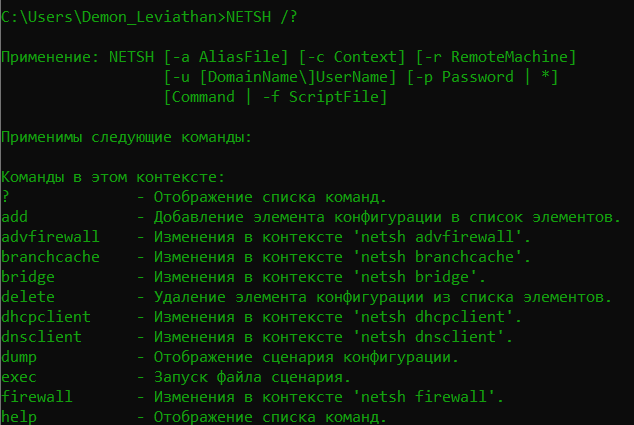 C:\Users\Demon_Leviathan>NETSH /?
Применение: NETSH [-a AliasFile] [-c Context] [-r RemoteMachine]
[-u [DomainName\]UserName] [-p Password | *]
[Command | -f ScriptFile]
Применимы следующие команды:
Команды в этом контексте:
? - Отображение списка команд.
add - Добавление элемента конфигурации в список элементов.
advfirewall - Изменения в контексте 'netsh advfirewall'.
branchcache - Изменения в контексте 'netsh branchcache'.
bridge - Изменения в контексте 'netsh bridge'.
delete - Удаление элемента конфигурации из списка элементов.
dhcpclient - Изменения в контексте 'netsh dhcpclient'.
dnsclient - Изменения в контексте 'netsh dnsclient'.
dump - Отображение сценария конфигурации.
exec - Запуск файла сценария.
firewall - Изменения в контексте 'netsh firewall'.
help - Отображение списка команд.